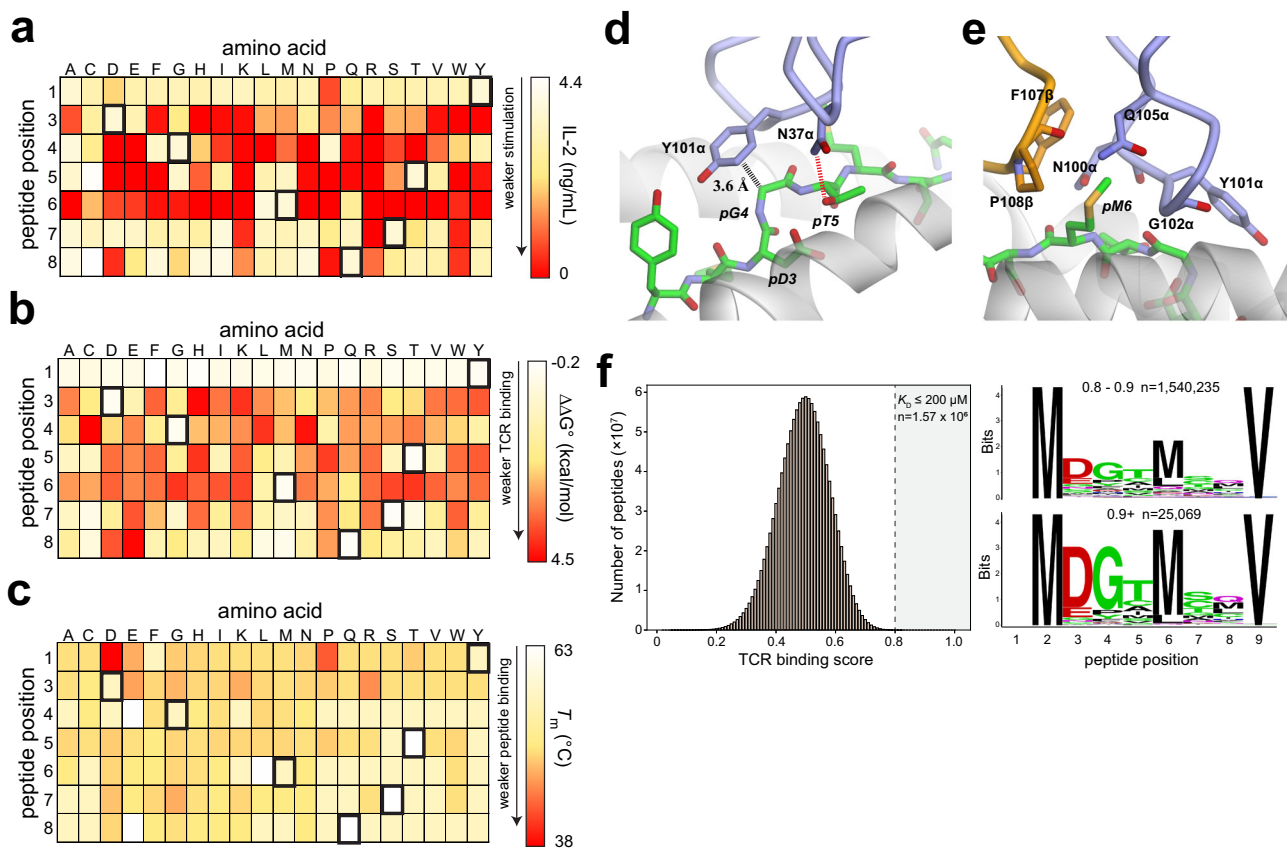 a
amino acid
A C D E F G H I K L M N P Q R S T V W Y
peptide position
1
3
4
5
6
7
8
weaker stimulation
4.4
IL-2 (ng/mL)
0
b
amino acid
A C D E F G H I K L M N P Q R S T V W Y
peptide position
1
3
4
5
6
7
8
weaker TCR binding
-0.2
ΔΔG° (kcal/mol)
4.5
c
amino acid
A C D E F G H I K L M N P Q R S T V W Y
peptide position
1
3
4
5
6
7
8
weaker peptide binding
63
Tm (°C)
38
d
Y101α
N37α
3.6 Å
pG4
pT5
pD3
e
F107β
Q105α
N100α
P108β
pM6
Y101α
G102α
f
Number of peptides (×10⁷)
6
5
4
3
2
1
0
0 0.2 0.4 0.6 0.8 1.0
TCR binding score
KD ≤ 200 µM
n=1.57 x 10⁶
0.8 - 0.9 n=1,540,235
Bits
4
3
2
1
0
M D G T M S Q V
E L
0.9+ n=25,069
Bits
4
3
2
1
0
M D G T M S Q V
E A L
1 2 3 4 5 6 7 8 9
peptide position